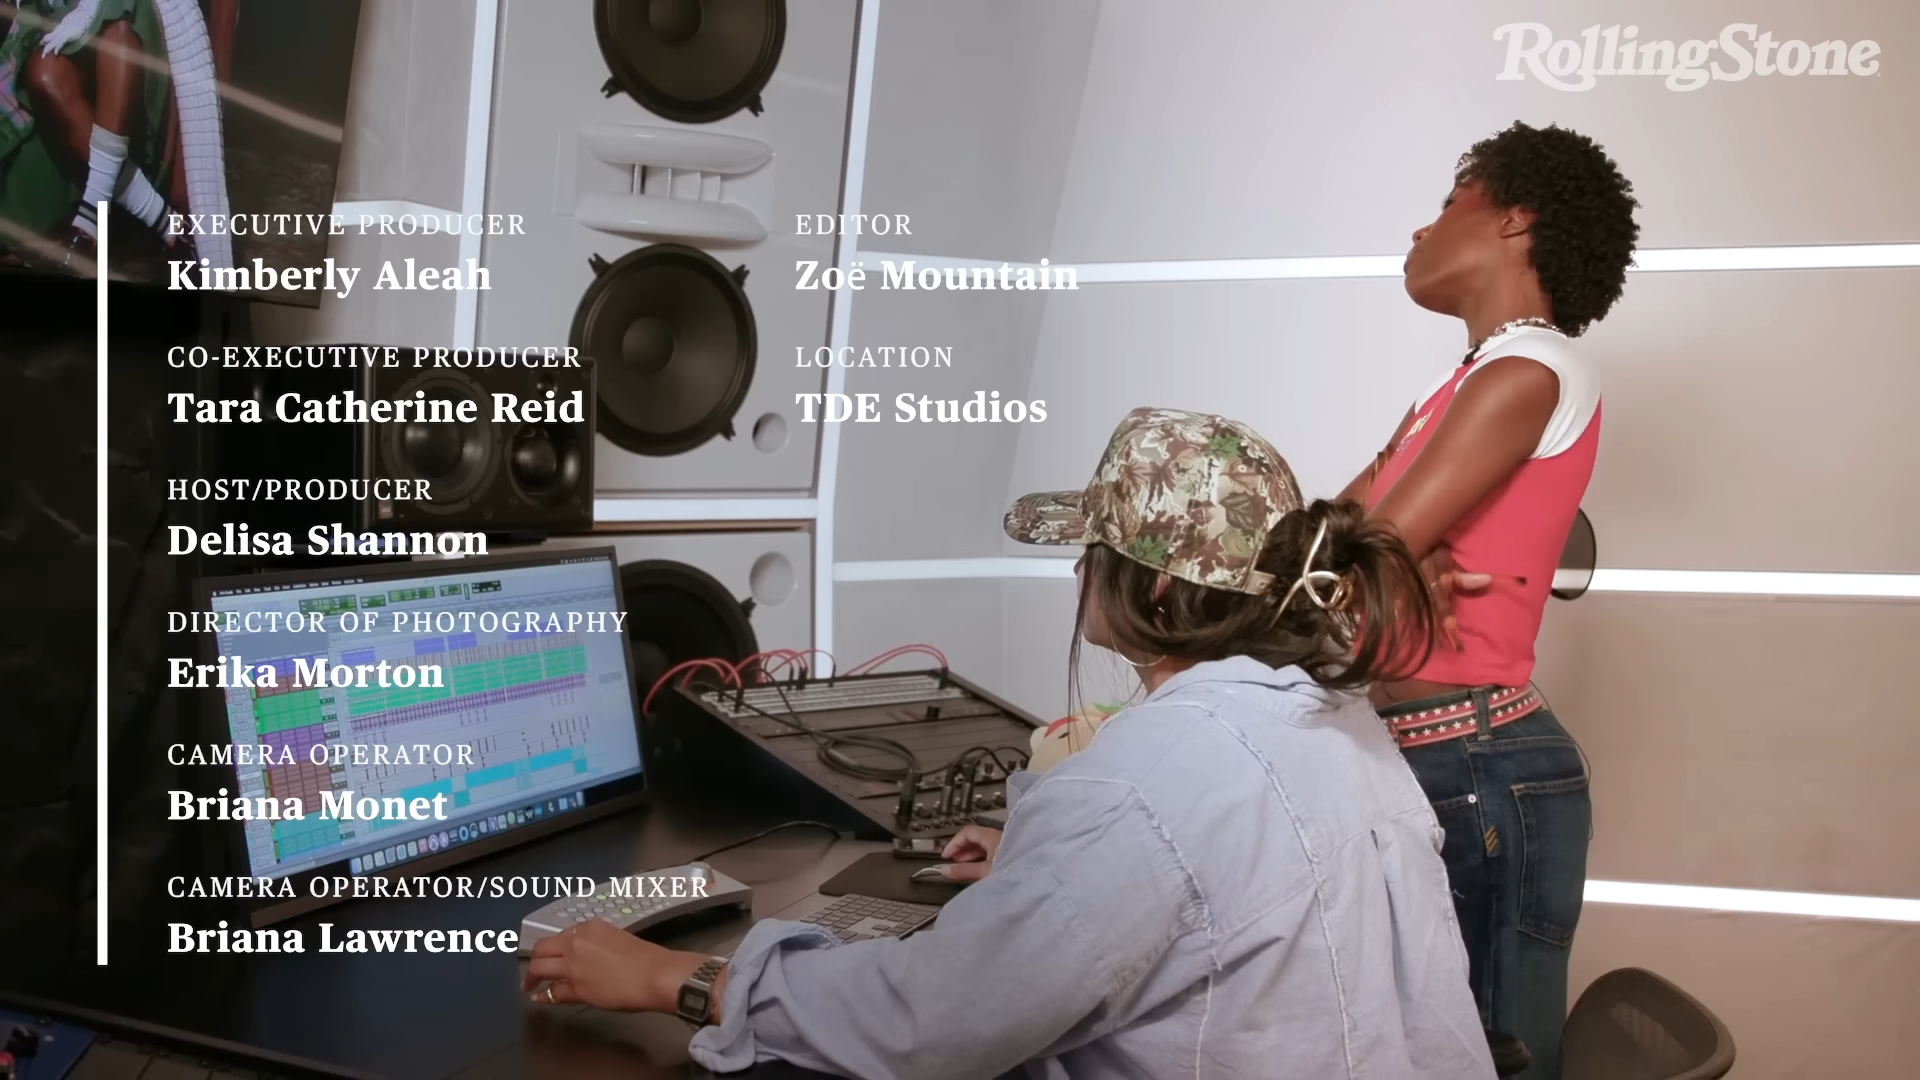 RollingStone
EXECUTIVE PRODUCER
Kimberly Aleah
CO-EXECUTIVE PRODUCER
Tara Catherine Reid
HOST/PRODUCER
Delisa Shannon
DIRECTOR OF PHOTOGRAPHY
Erika Morton
CAMERA OPERATOR
Briana Monet
CAMERA OPERATOR/SOUND MIXER
Briana Lawrence
EDITOR
Zoë Mountain
LOCATION
TDE Studios